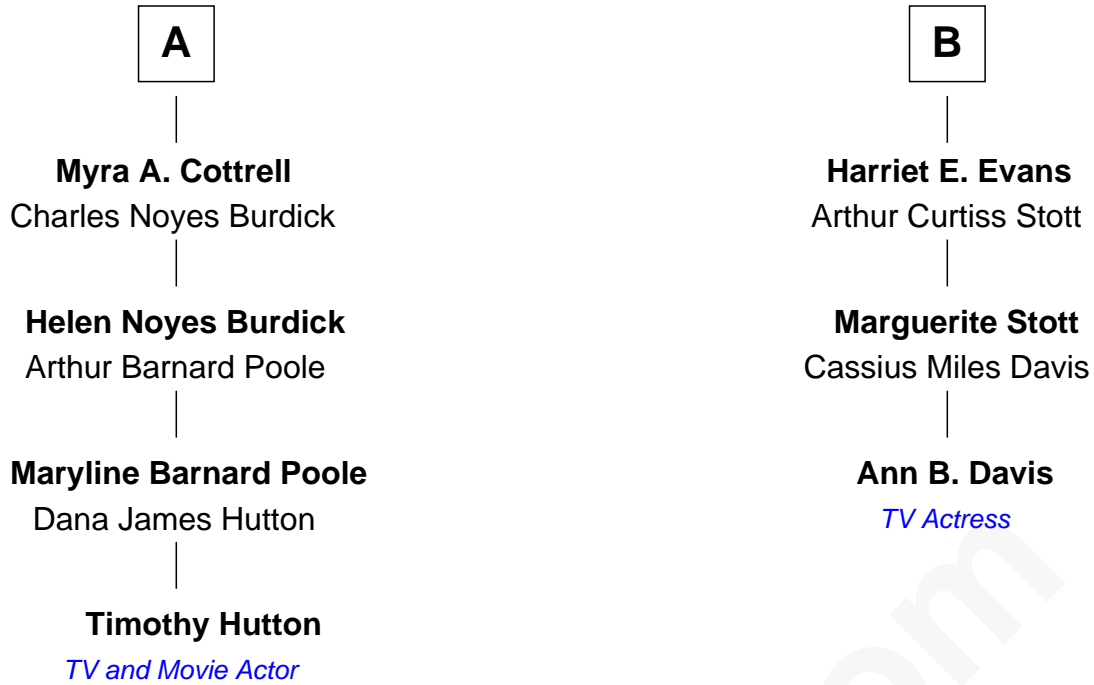 A
Myra A. Cottrell
Charles Noyes Burdick
Helen Noyes Burdick
Arthur Barnard Poole
Maryline Barnard Poole
Dana James Hutton
Timothy Hutton
TV and Movie Actor
B
Harriet E. Evans
Arthur Curtiss Stott
Marguerite Stott
Cassius Miles Davis
Ann B. Davis
TV Actress
om